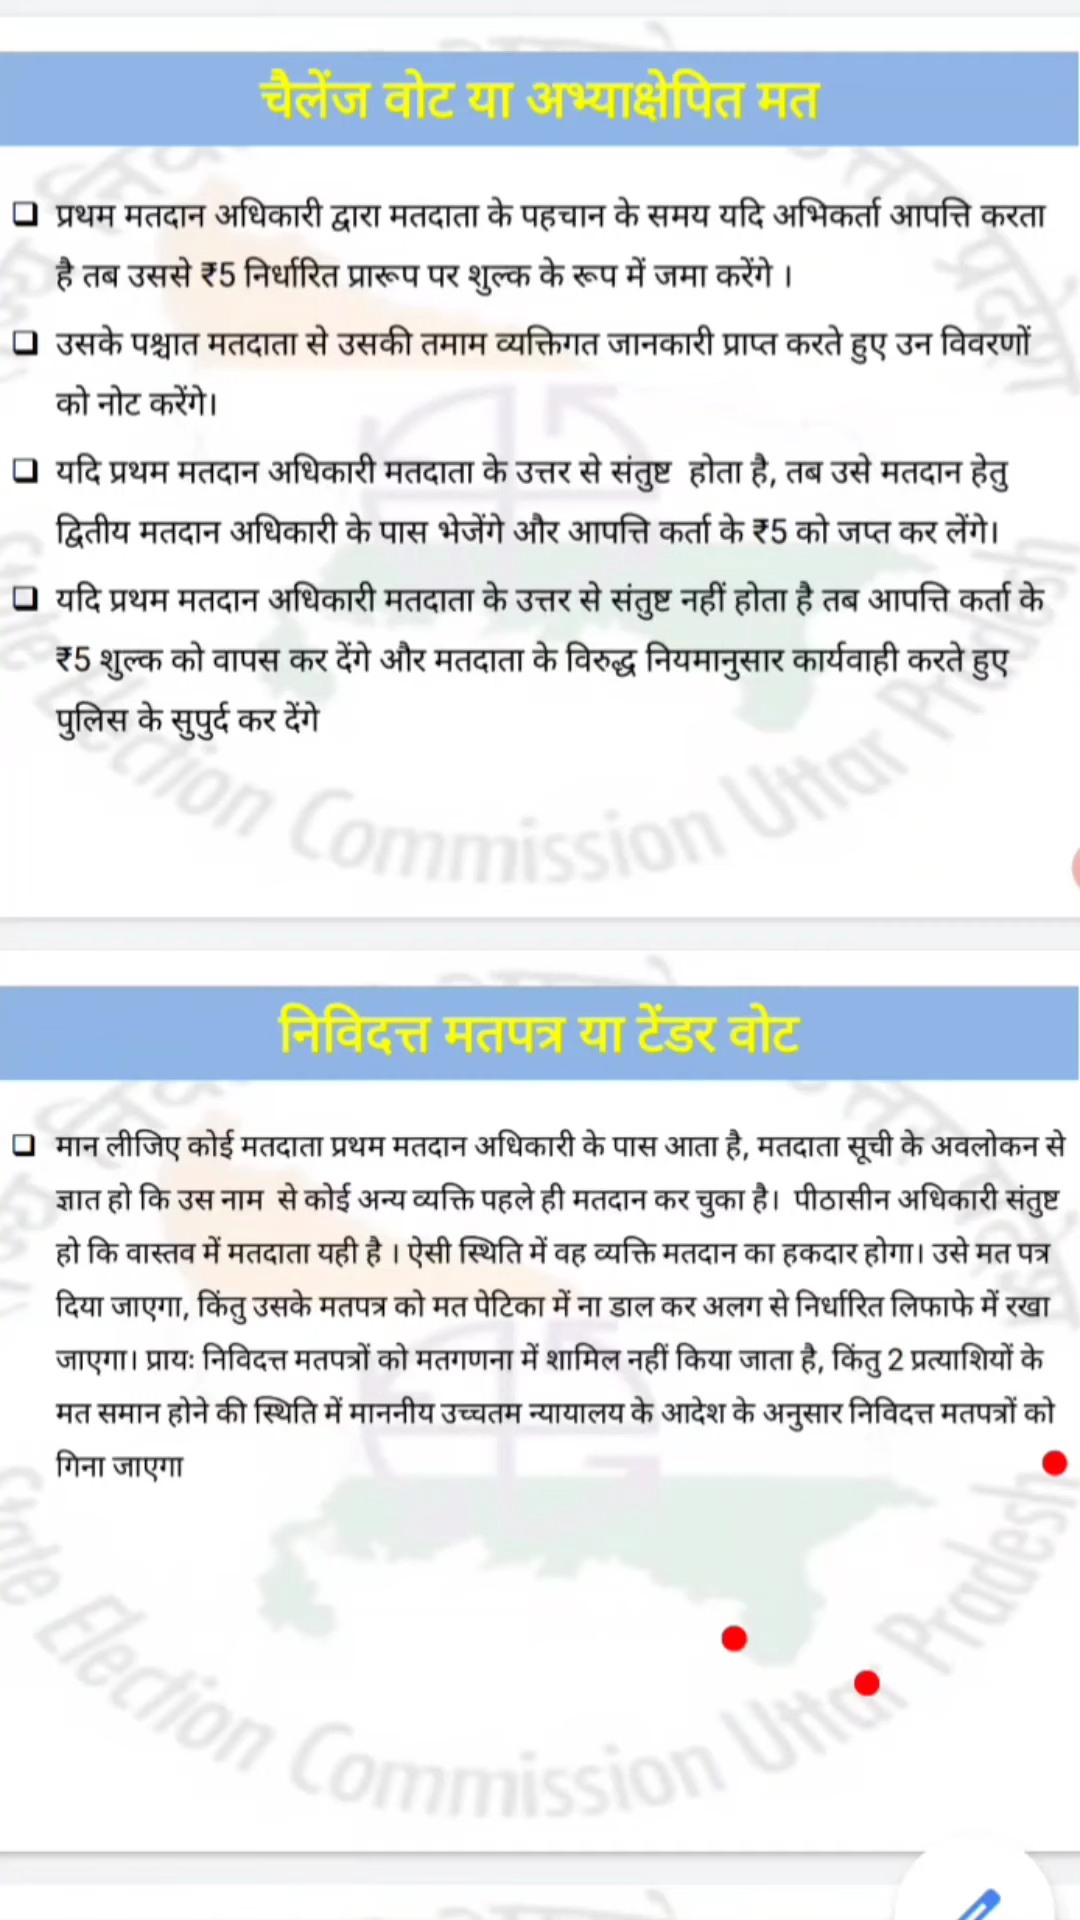 चैलेंज वोट या अभ्याक्षेपित मत
❑ प्रथम मतदान अधिकारी द्वारा मतदाता के पहचान के समय यदि अभिकर्ता आपत्ति करता
है तब उससे ₹5 निर्धारित प्रारूप पर शुल्क के रूप में जमा करेंगे ।
❑ उसके पश्चात मतदाता से उसकी तमाम व्यक्तिगत जानकारी प्राप्त करते हुए उन विवरणों
को नोट करेंगे।
❑ यदि प्रथम मतदान अधिकारी मतदाता के उत्तर से संतुष्ट होता है, तब उसे मतदान हेतु
द्वितीय मतदान अधिकारी के पास भेजेंगे और आपत्ति कर्ता के ₹5 को जप्त कर लेंगे।
❑ यदि प्रथम मतदान अधिकारी मतदाता के उत्तर से संतुष्ट नहीं होता है तब आपत्ति कर्ता के
₹5 शुल्क को वापस कर देंगे और मतदाता के विरुद्ध नियमानुसार कार्यवाही करते हुए
पुलिस के सुपुर्द कर देंगे
Election Commission Uttar Pradesh
निविदत्त मतपत्र या टेंडर वोट
❑ मान लीजिए कोई मतदाता प्रथम मतदान अधिकारी के पास आता है, मतदाता सूची के अवलोकन से
ज्ञात हो कि उस नाम से कोई अन्य व्यक्ति पहले ही मतदान कर चुका है। पीठासीन अधिकारी संतुष्ट
हो कि वास्तव में मतदाता यही है । ऐसी स्थिति में वह व्यक्ति मतदान का हकदार होगा। उसे मत पत्र
दिया जाएगा, किंतु उसके मतपत्र को मत पेटिका में ना डाल कर अलग से निर्धारित लिफाफे में रखा
जाएगा। प्रायः निविदत्त मतपत्रों को मतगणना में शामिल नहीं किया जाता है, किंतु 2 प्रत्याशियों के
मत समान होने की स्थिति में माननीय उच्चतम न्यायालय के आदेश के अनुसार निविदत्त मतपत्रों को
गिना जाएगा
Election Commission Uttar Pradesh